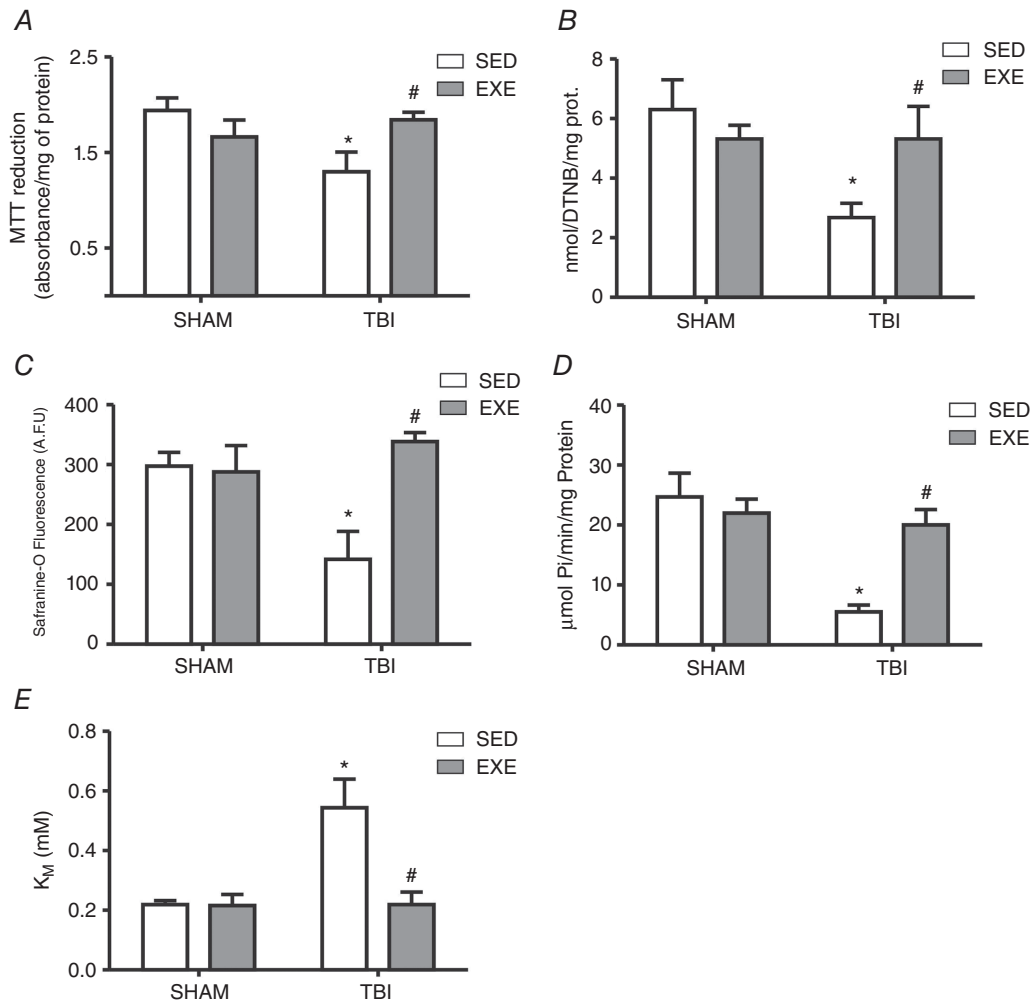 A
MTT reduction
(absorbance/mg of protein)
2.5
1.5
0.5
SED
EXE
*
#
SHAM TBI
B
nmol/DTNB/mg prot.
8
6
4
2
0
SED
EXE
*
#
SHAM TBI
C
Safranine-O Fluorescence (A.F.U)
400
300
200
100
0
SED
EXE
*
#
SHAM TBI
D
μmol Pi/min/mg Protein
40
30
20
10
0
SED
EXE
*
#
SHAM TBI
E
KM (mM)
0.8
0.6
0.4
0.2
0.0
SED
EXE
*
#
SHAM TBI